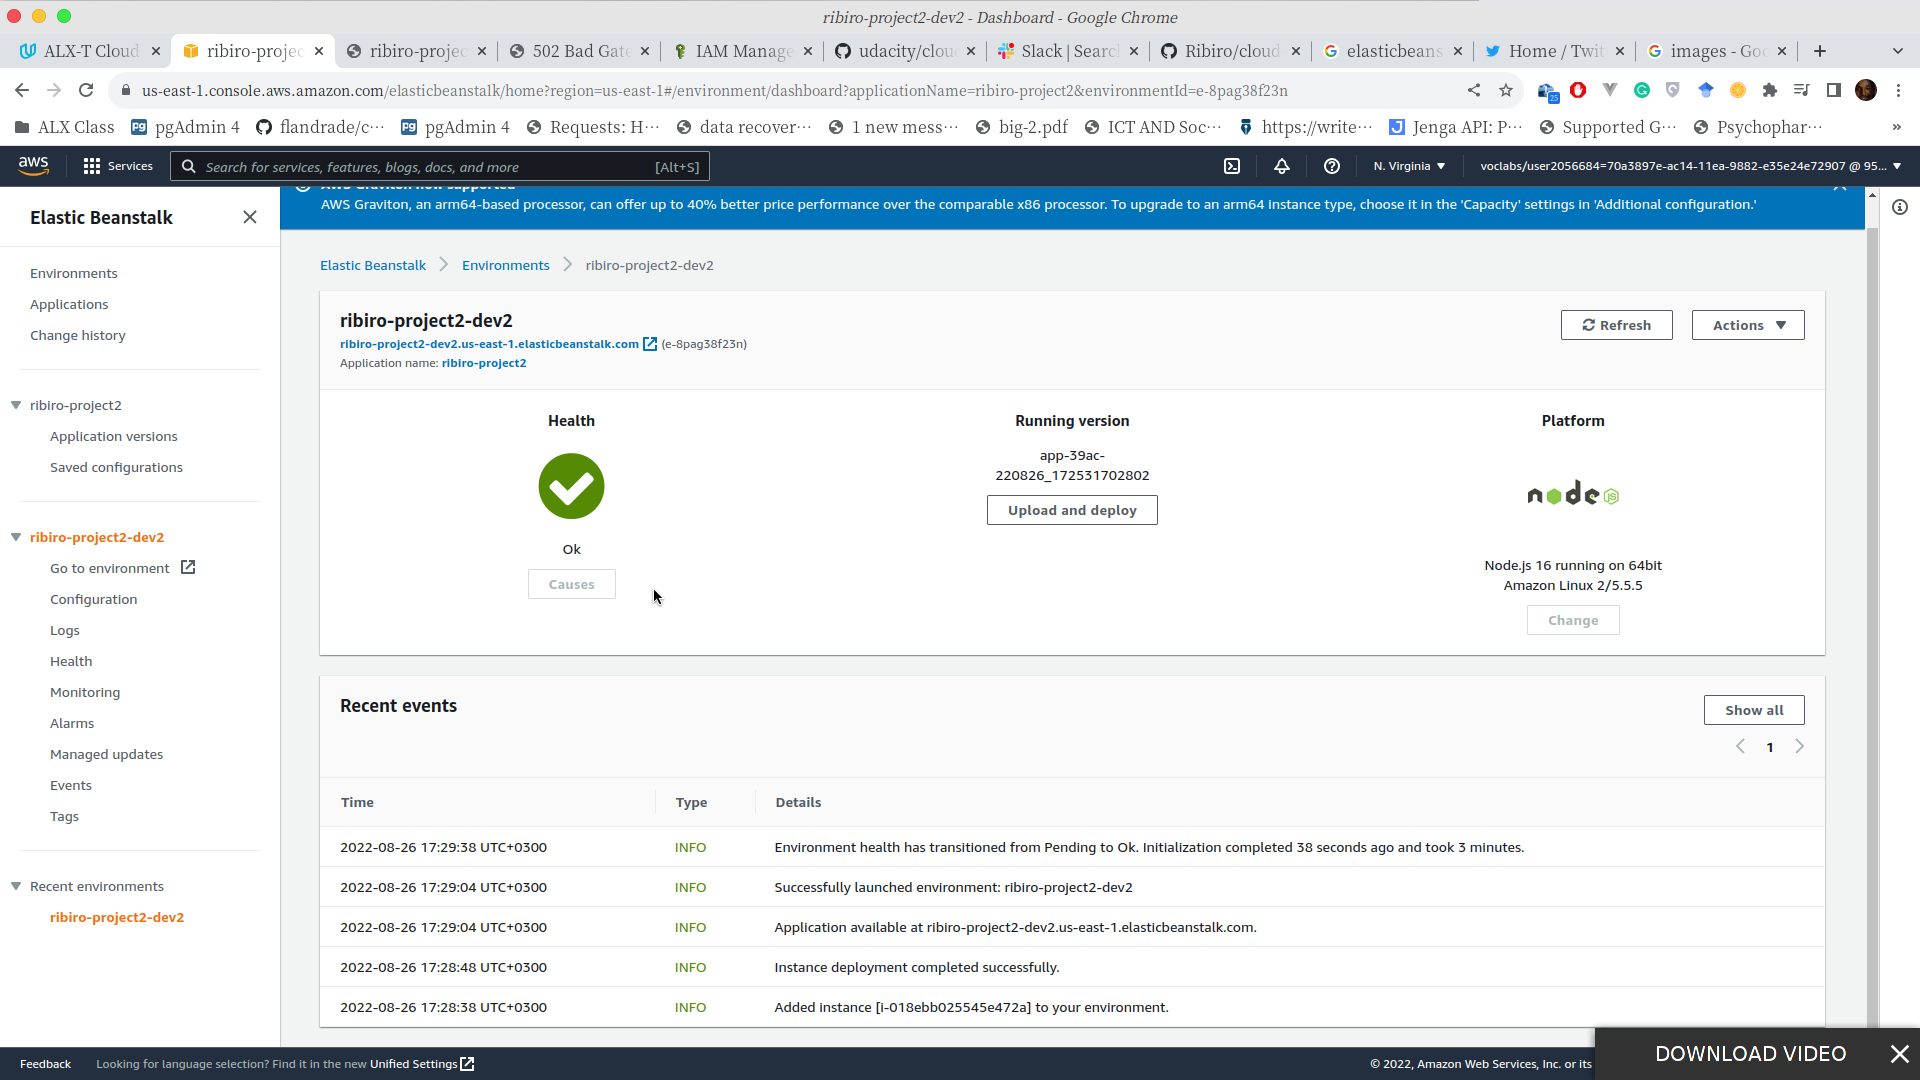 ribiro-project2-dev2 - Dashboard - Google Chrome
ALX-T Cloud ribiro-projec ribiro-projec 502 Bad Gate IAM Manage udacity/clou Slack | Searc Ribiro/cloud elasticbeans Home / Twit images - Goo
us-east-1.console.aws.amazon.com/elasticbeanstalk/home?region=us-east-1#/environment/dashboard?applicationName=ribiro-project2&environmentId=e-8pag38f23n
25
ALX Class pgAdmin 4 flandrade/c··· pgAdmin 4 Requests: H··· data recover··· 1 new mess··· big-2.pdf ICT AND Soc··· https://write··· Jenga API: P··· Supported G··· Psychophar··· »
aws Services Search for services, features, blogs, docs, and more [Alt+S] N. Virginia voclabs/user2056684=70a3897e-ac14-11ea-9882-e35e24e72907 @ 95...
AWS Graviton now supported
AWS Graviton, an arm64-based processor, can offer up to 40% better price performance over the comparable x86 processor. To upgrade to an arm64 instance type, choose it in the 'Capacity' settings in 'Additional configuration.'
Elastic Beanstalk
Environments
Applications
Change history
ribiro-project2
Application versions
Saved configurations
ribiro-project2-dev2
Go to environment
Configuration
Logs
Health
Monitoring
Alarms
Managed updates
Events
Tags
Recent environments
ribiro-project2-dev2
Elastic Beanstalk Environments ribiro-project2-dev2
ribiro-project2-dev2
ribiro-project2-dev2.us-east-1.elasticbeanstalk.com (e-8pag38f23n)
Application name: ribiro-project2
Refresh Actions
Health
Ok
Causes
Running version
app-39ac-
220826_172531702802
Upload and deploy
Platform
node JS
Node.js 16 running on 64bit
Amazon Linux 2/5.5.5
Change
Recent events
Show all
1
Time Type Details
2022-08-26 17:29:38 UTC+0300 INFO Environment health has transitioned from Pending to Ok. Initialization completed 38 seconds ago and took 3 minutes.
2022-08-26 17:29:04 UTC+0300 INFO Successfully launched environment: ribiro-project2-dev2
2022-08-26 17:29:04 UTC+0300 INFO Application available at ribiro-project2-dev2.us-east-1.elasticbeanstalk.com.
2022-08-26 17:28:48 UTC+0300 INFO Instance deployment completed successfully.
2022-08-26 17:28:38 UTC+0300 INFO Added instance [i-018ebb025545e472a] to your environment.
Feedback Looking for language selection? Find it in the new Unified Settings © 2022, Amazon Web Services, Inc. or its
DOWNLOAD VIDEO